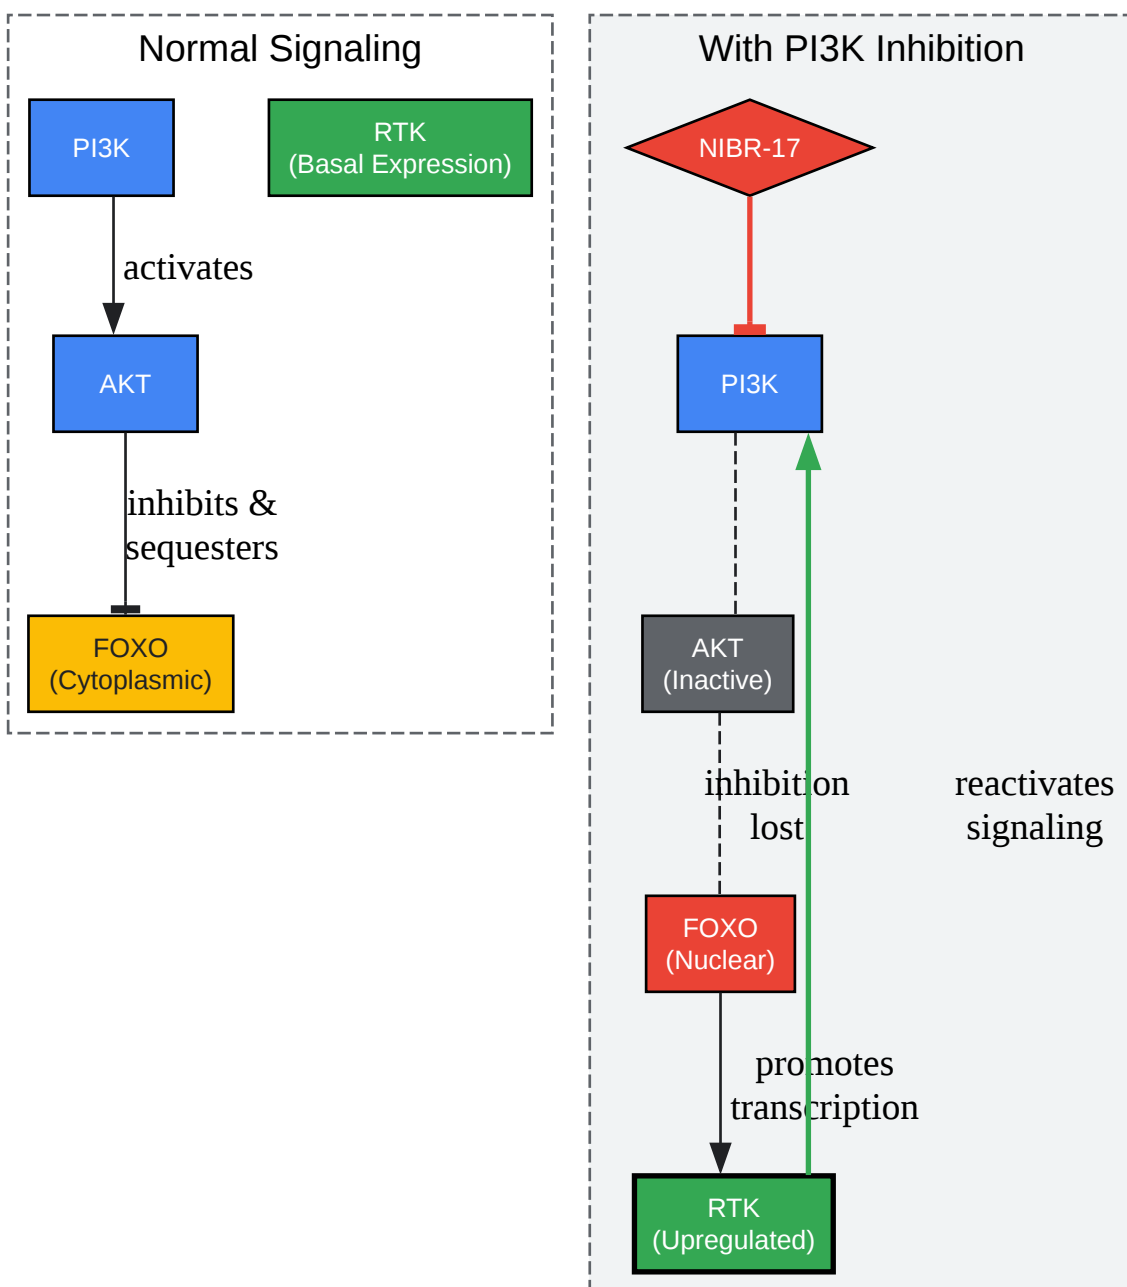 Normal Signaling
PI3K
RTK
(Basal Expression)
activates
AKT
inhibits &
sequesters
FOXO
(Cytoplasmic)
With PI3K Inhibition
NIBR-17
PI3K
AKT
(Inactive)
inhibition
lost
reactivates
signaling
FOXO
(Nuclear)
promotes
transcription
RTK
(Upregulated)